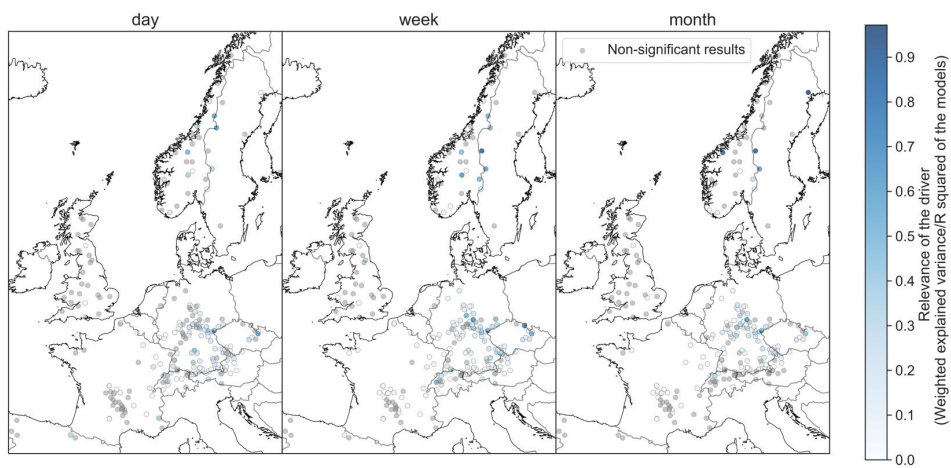 day
week
month
Non-significant results
0.9
0.8
0.7
0.6
0.5
0.4
0.3
0.2
0.1
0.0
Relevance of the driver
(Weighted explained variance/R squared of the models)